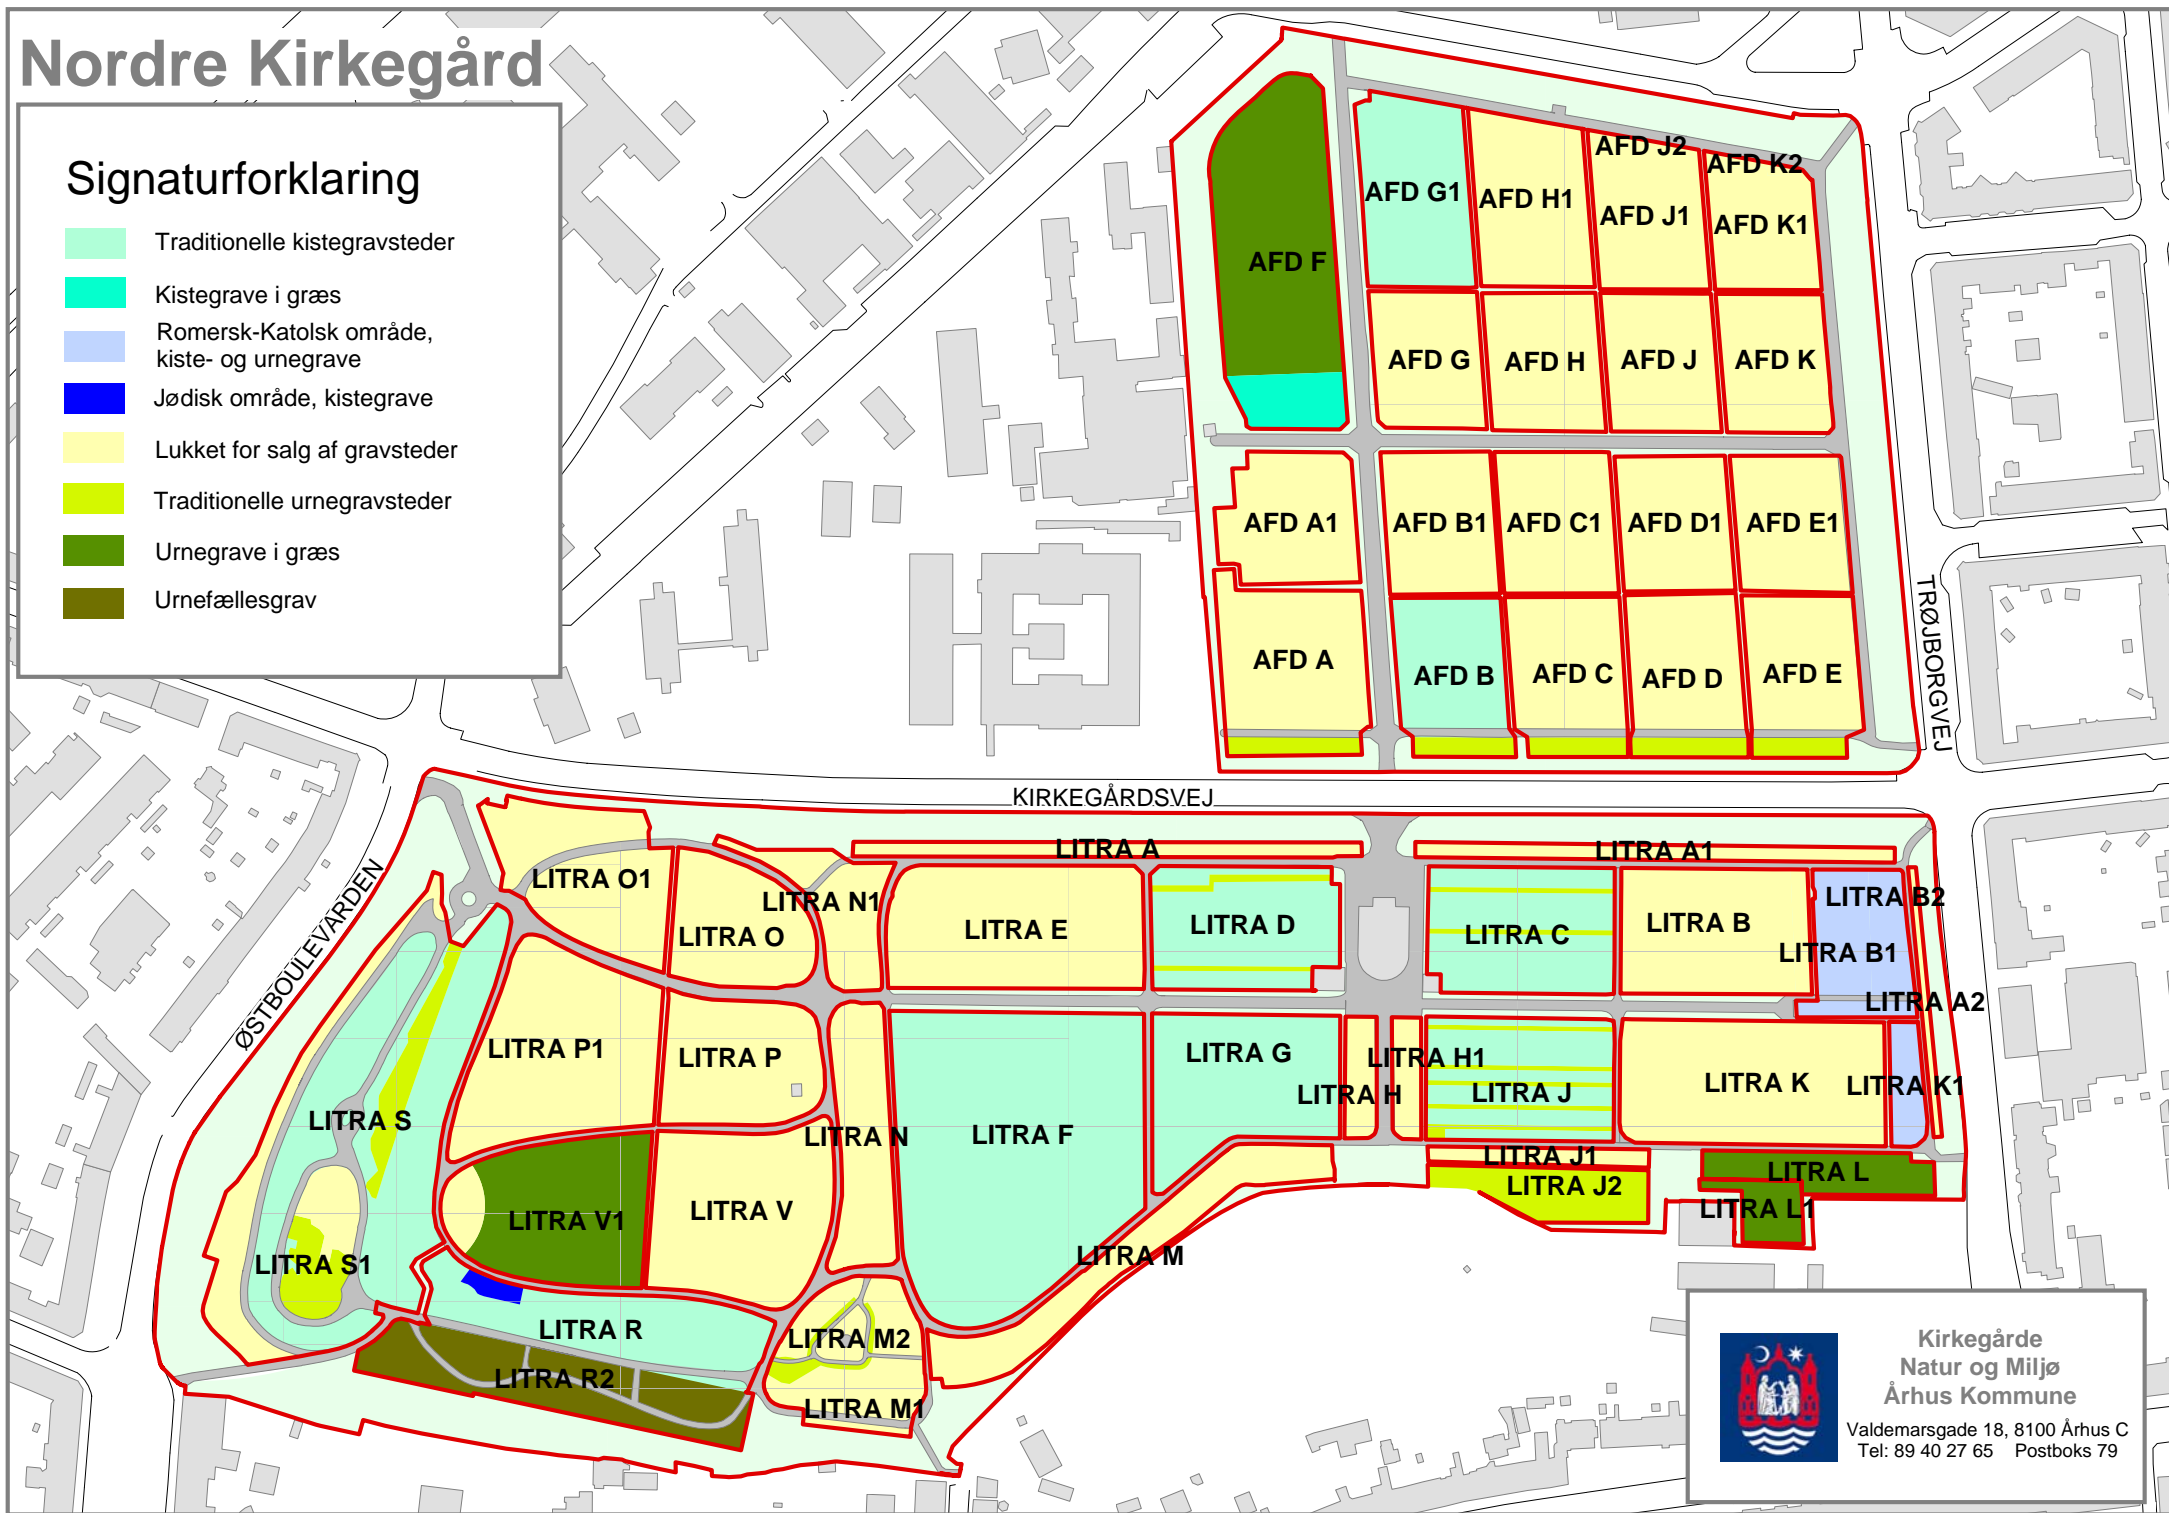 Nordre Kirkegård
Signaturforklaring
Traditionelle kistegravsteder
Kistegrave i græs
Romersk-Katolsk område,
kiste- og urnegrave
Jødisk område, kistegrave
Lukket for salg af gravsteder
Traditionelle urnegravsteder
Urnegrave i græs
Urnefællesgrav
AFD J2
AFD K2
AFD G1
AFD H1
AFD J1
AFD K1
AFD F
AFD G
AFD H
AFD J
AFD K
AFD A1
AFD B1
AFD C1
AFD D1
AFD E1
AFD A
AFD B
AFD C
AFD D
AFD E
TRØJBORGVEJ
KIRKEGÅRDSVEJ
ØSTBOULEVARDEN
LITRA A
LITRA A1
LITRA O1
LITRA N1
LITRA B2
LITRA O
LITRA E
LITRA D
LITRA C
LITRA B
LITRA B1
LITRA A2
LITRA P1
LITRA P
LITRA G
LITRA H1
LITRA H
LITRA J
LITRA K
LITRA K1
LITRA S
LITRA N
LITRA F
LITRA J1
LITRA J2
LITRA L
LITRA L1
LITRA V1
LITRA V
LITRA M
LITRA S1
LITRA R
LITRA M2
LITRA R2
LITRA M1
Kirkegårde
Natur og Miljø
Århus Kommune
Valdemarsgade 18, 8100 Århus C
Tel: 89 40 27 65 Postboks 79